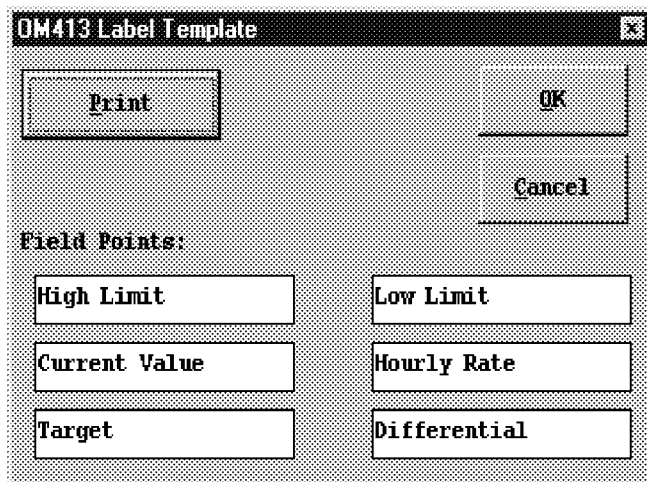 OM413 Label Template
Print
OK
Cancel
Field Points:
High Limit
Low Limit
Current Value
Hourly Rate
Target
Differential